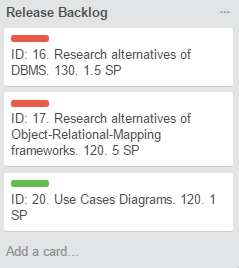 Release Backlog ...
ID: 16. Research alternatives of
DBMS. 130. 1.5 SP
ID: 17. Research alternatives of
Object-Relational-Mapping
frameworks. 120. 5 SP
ID: 20. Use Cases Diagrams. 120. 1
SP
Add a card...